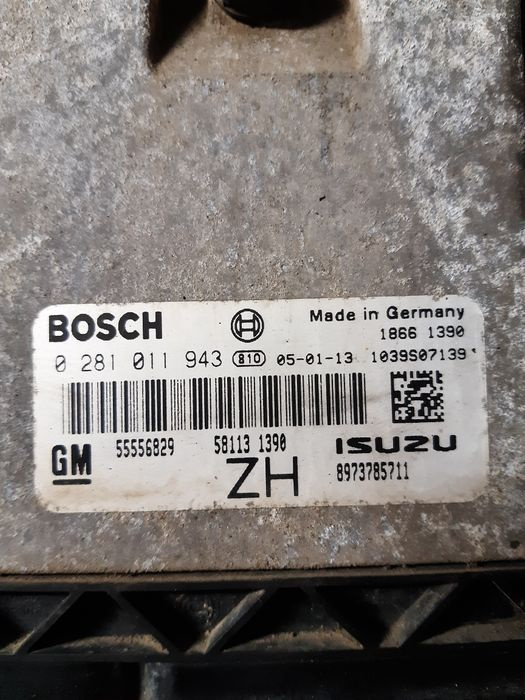 BOSCH
Made in Germany
1866 1390
0 281 011 943 810 05-01-13 1039S07139*
GM 55556829 58113 1390 ISUZU
ZH 8973785711